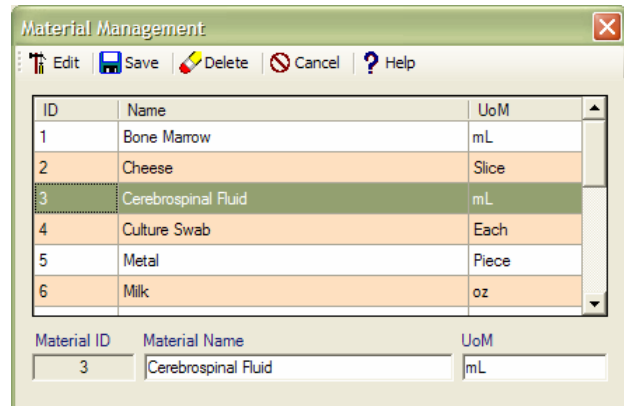 Material Management
Edit Save Delete Cancel ? Help
ID Name UoM
1 Bone Marrow mL
2 Cheese Slice
3 Cerebrospinal Fluid mL
4 Culture Swab Each
5 Metal Piece
6 Milk oz
Material ID Material Name UoM
3 Cerebrospinal Fluid mL